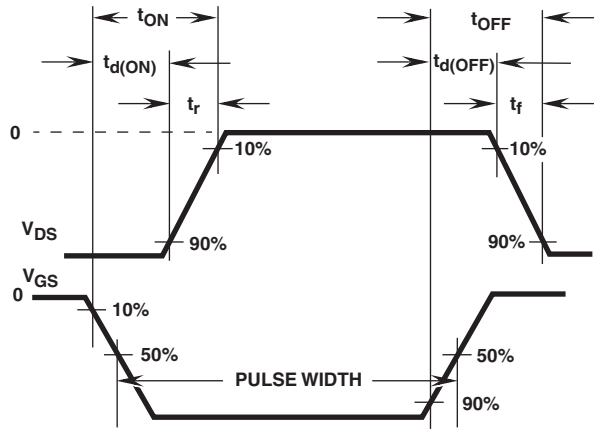 tON
tOFF
td(ON)
td(OFF)
tr
tf
0
10%
10%
VDS
90%
90%
VGS
0
10%
50%
50%
PULSE WIDTH
90%